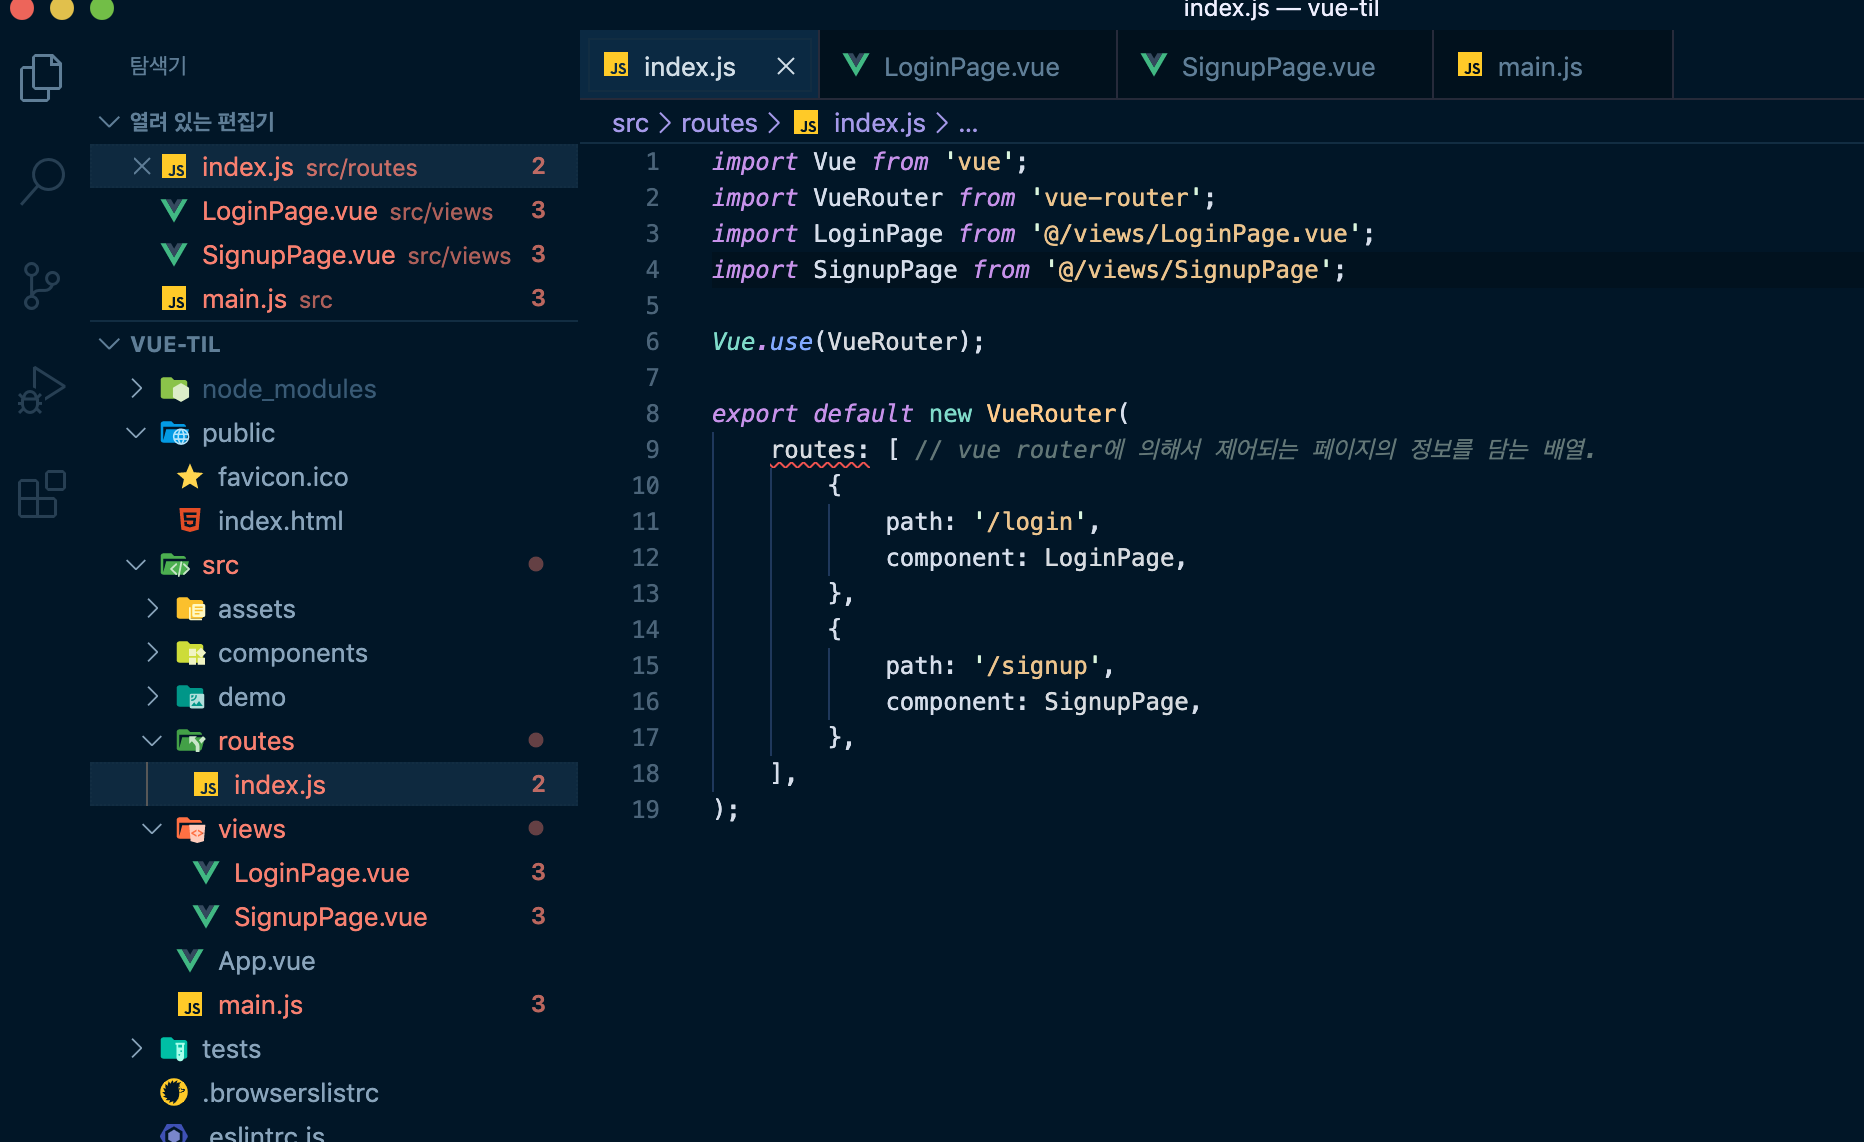 index.js — vue-til
탐색기
열려 있는 편집기
index.js src/routes 2
LoginPage.vue src/views 3
SignupPage.vue src/views 3
main.js src 3
VUE-TIL
node_modules
public
favicon.ico
index.html
src
assets
components
demo
routes
index.js 2
views
LoginPage.vue 3
SignupPage.vue 3
App.vue
main.js 3
tests
.browserslistrc
.eslintrc.js
index.js
LoginPage.vue
SignupPage.vue
main.js
src > routes > JS index.js > ...
1 import Vue from 'vue';
2 import VueRouter from 'vue-router';
3 import LoginPage from '@/views/LoginPage.vue';
4 import SignupPage from '@/views/SignupPage';
5
6 Vue.use(VueRouter);
7
8 export default new VueRouter(
9 routes: [ // vue router에 의해서 제어되는 페이지의 정보를 담는 배열.
10 {
11 path: '/login',
12 component: LoginPage,
13 },
14 {
15 path: '/signup',
16 component: SignupPage,
17 },
18 ],
19 );